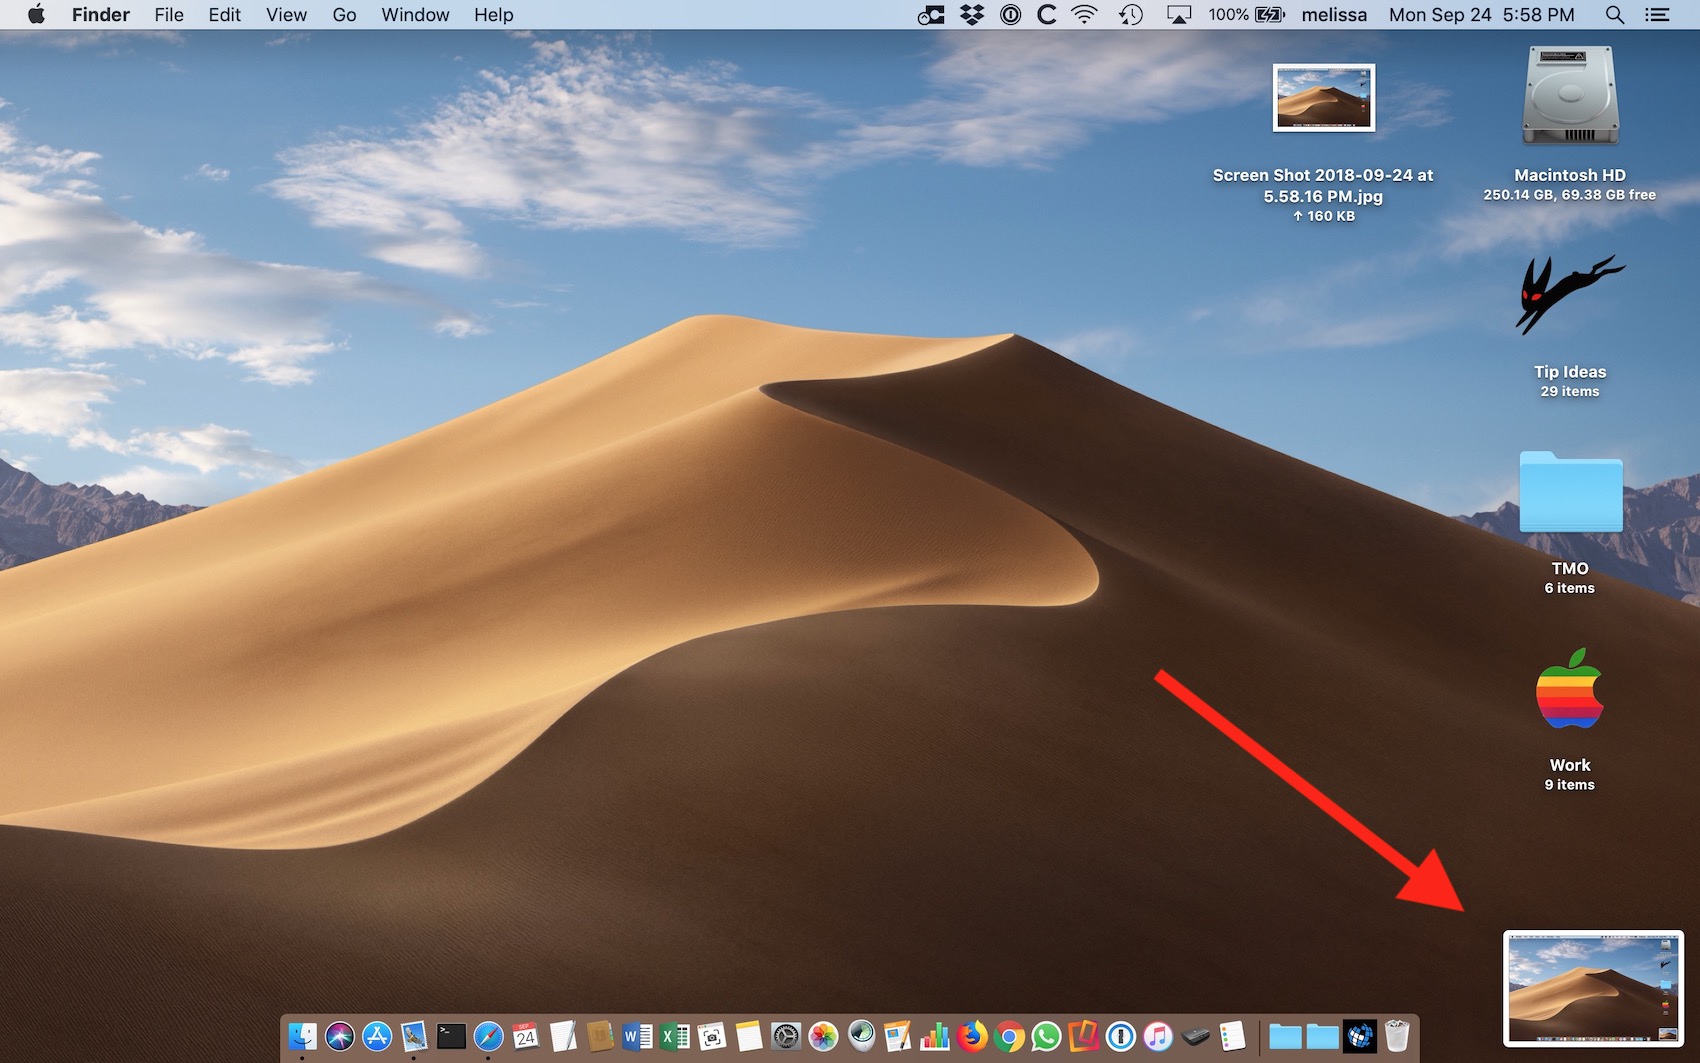 Finder File Edit View Go Window Help 100% melissa Mon Sep 24 5:58 PM
Screen Shot 2018-09-24 at
5.58.16 PM.jpg
↑ 160 KB
Macintosh HD
250.14 GB, 69.38 GB free
Tip Ideas
29 items
TMO
6 items
Work
9 items
SEP
24